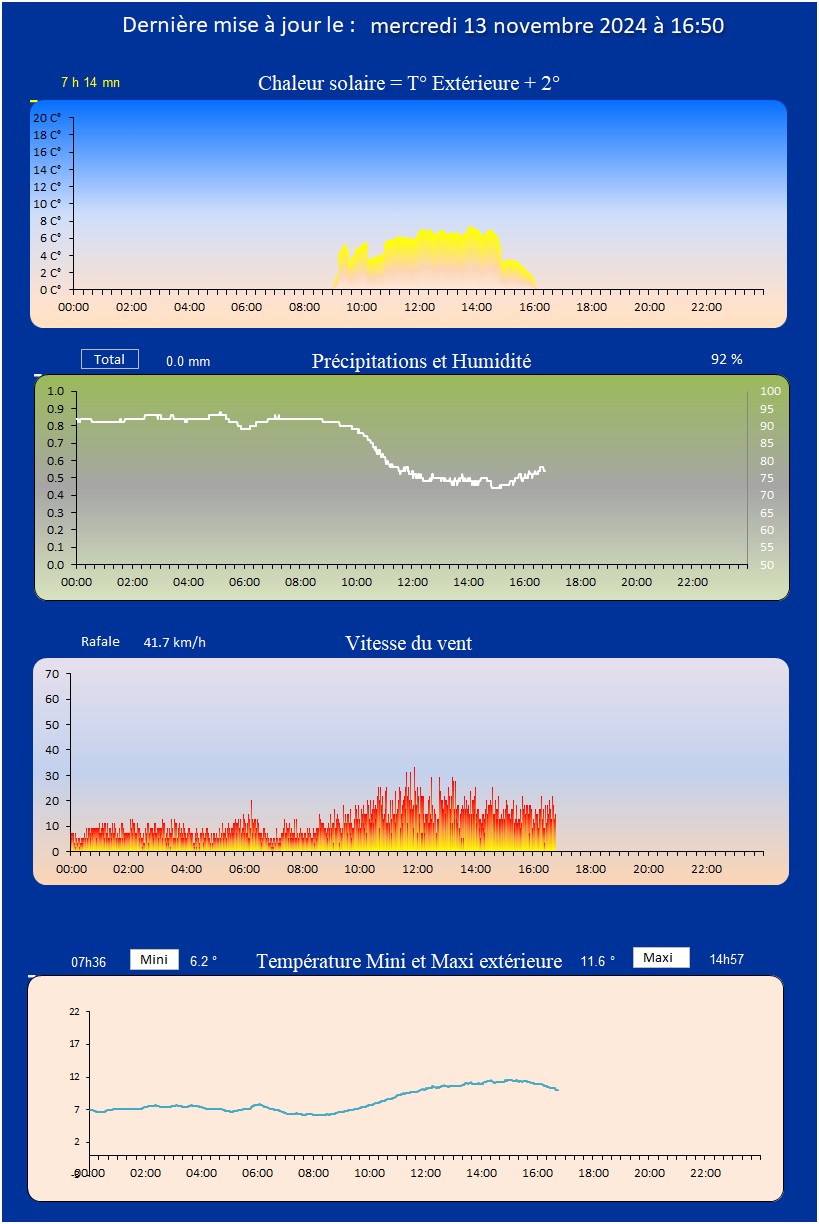 Dernière mise à jour le : mercredi 13 novembre 2024 à 16:50
7 h 14 mn Chaleur solaire = T° Extérieure + 2°
20 C°
18 C°
16 C°
14 C°
12 C°
10 C°
8 C°
6 C°
4 C°
2 C°
0 C°
00:00 02:00 04:00 06:00 08:00 10:00 12:00 14:00 16:00 18:00 20:00 22:00
Total 0.0 mm Précipitations et Humidité 92 %
1.0 100
0.9 95
0.8 90
0.7 85
0.6 80
0.5 75
0.4 70
0.3 65
0.2 60
0.1 55
0.0 50
00:00 02:00 04:00 06:00 08:00 10:00 12:00 14:00 16:00 18:00 20:00 22:00
Rafale 41.7 km/h Vitesse du vent
70
60
50
40
30
20
10
0
00:00 02:00 04:00 06:00 08:00 10:00 12:00 14:00 16:00 18:00 20:00 22:00
07h36 Mini 6.2 ° Température Mini et Maxi extérieure 11.6 ° Maxi 14h57
22
17
12
7
2
-3
00:00 02:00 04:00 06:00 08:00 10:00 12:00 14:00 16:00 18:00 20:00 22:00